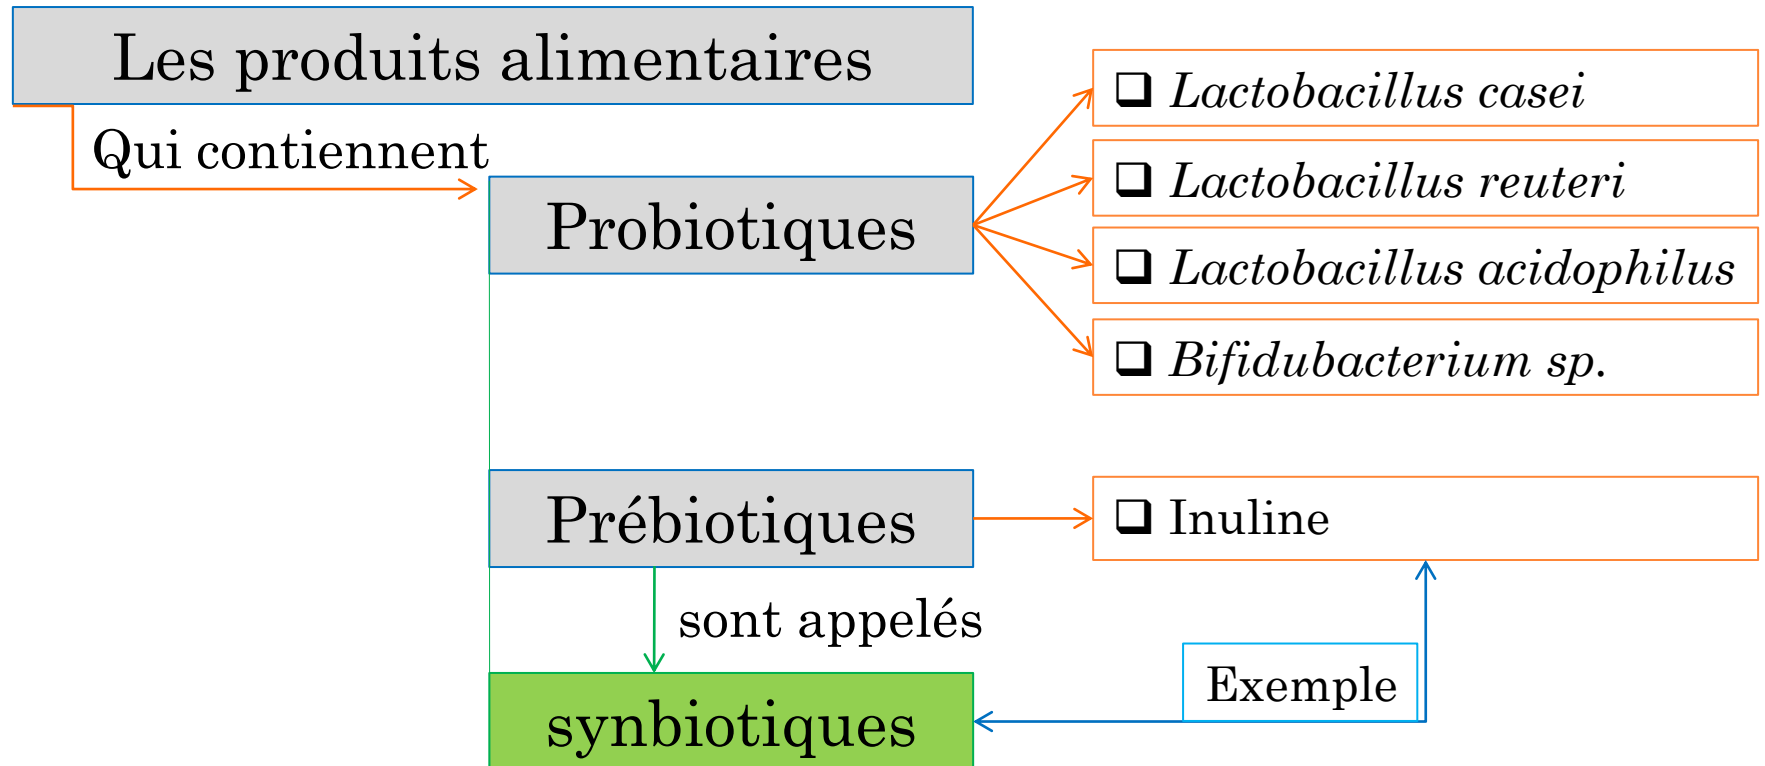 Les produits alimentaires
Qui contiennent
Probiotiques
❑ Lactobacillus casei
❑ Lactobacillus reuteri
❑ Lactobacillus acidophilus
❑ Bifidubacterium sp.
Prébiotiques
❑ Inuline
sont appelés
Exemple
synbiotiques